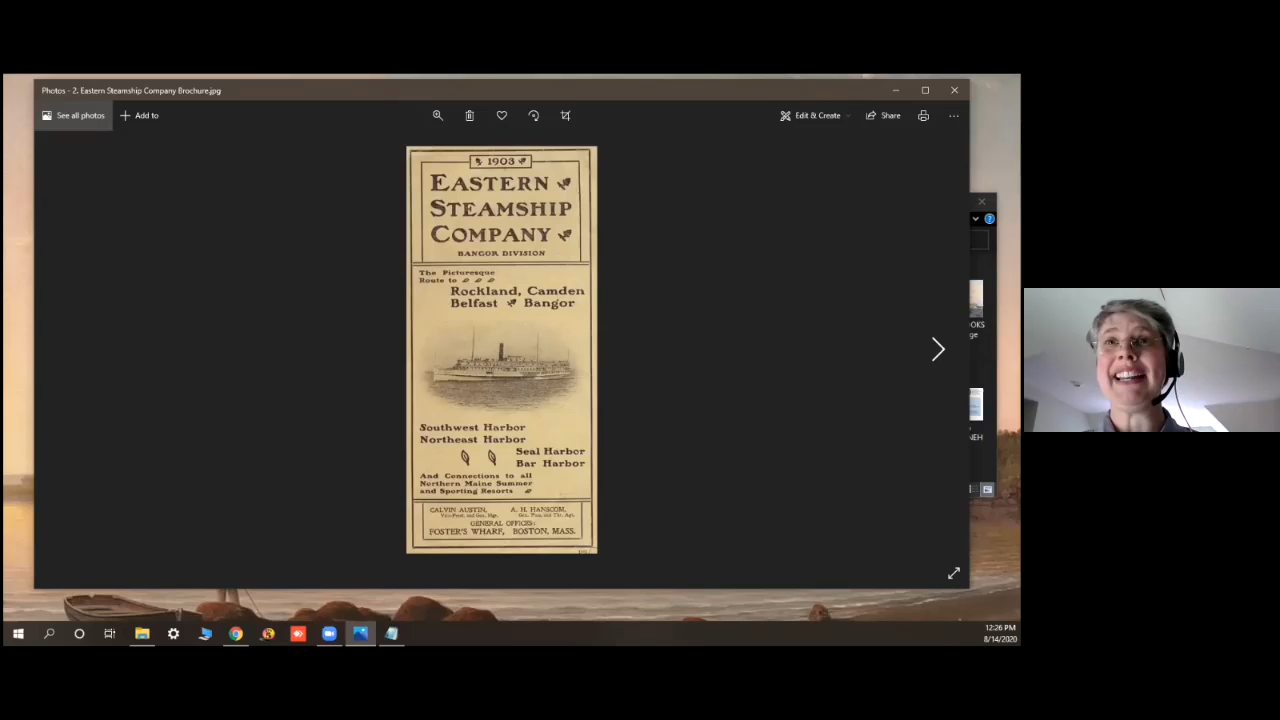 Photos - 2. Eastern Steamship Company Brochure.jpg
See all photos
Add to
Edit & Create
Share
1903
EASTERN
STEAMSHIP
COMPANY
BANGOR DIVISION
The Picturesque
Route to
Rockland, Camden
Belfast Bangor
Southwest Harbor
Northeast Harbor
Seal Harbor
Bar Harbor
And Connections to all
Northern Maine Summer
and Sporting Resorts
CALVIN AUSTIN, A. H. HANSCOM,
GENERAL OFFICES:
FOSTER'S WHARF, BOSTON, MASS.
OOKS
ge
NEH
12:26 PM
8/14/2020